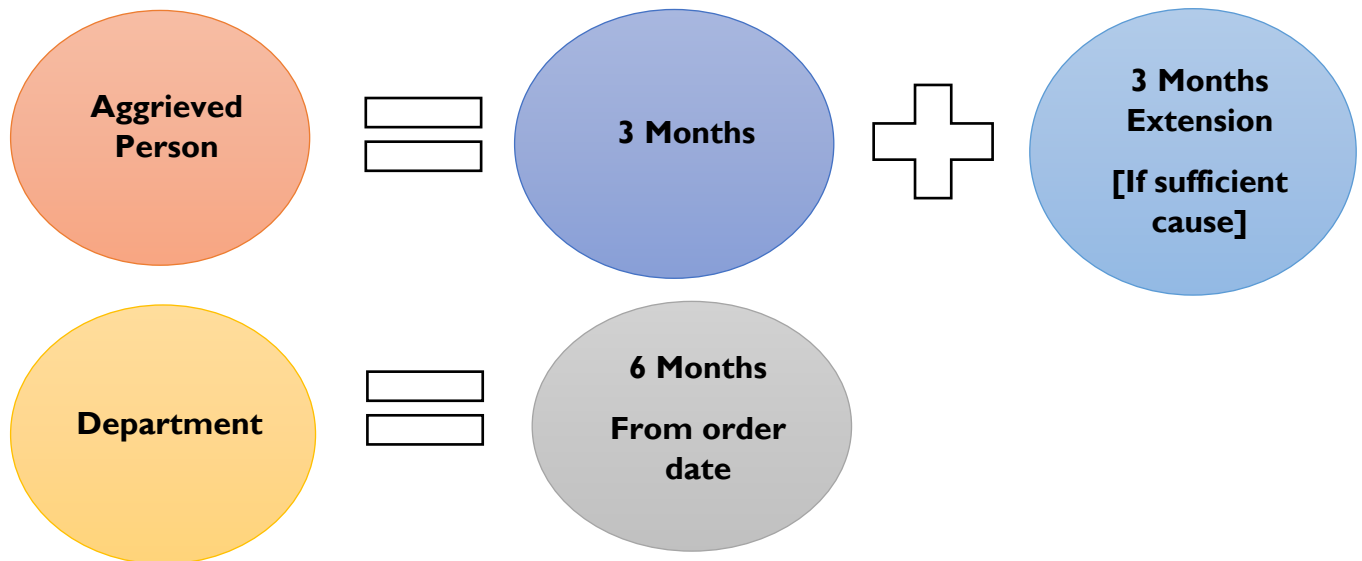 Aggrieved
Person
3 Months
3 Months
Extension
[If sufficient
cause]
Department
6 Months
From order
date